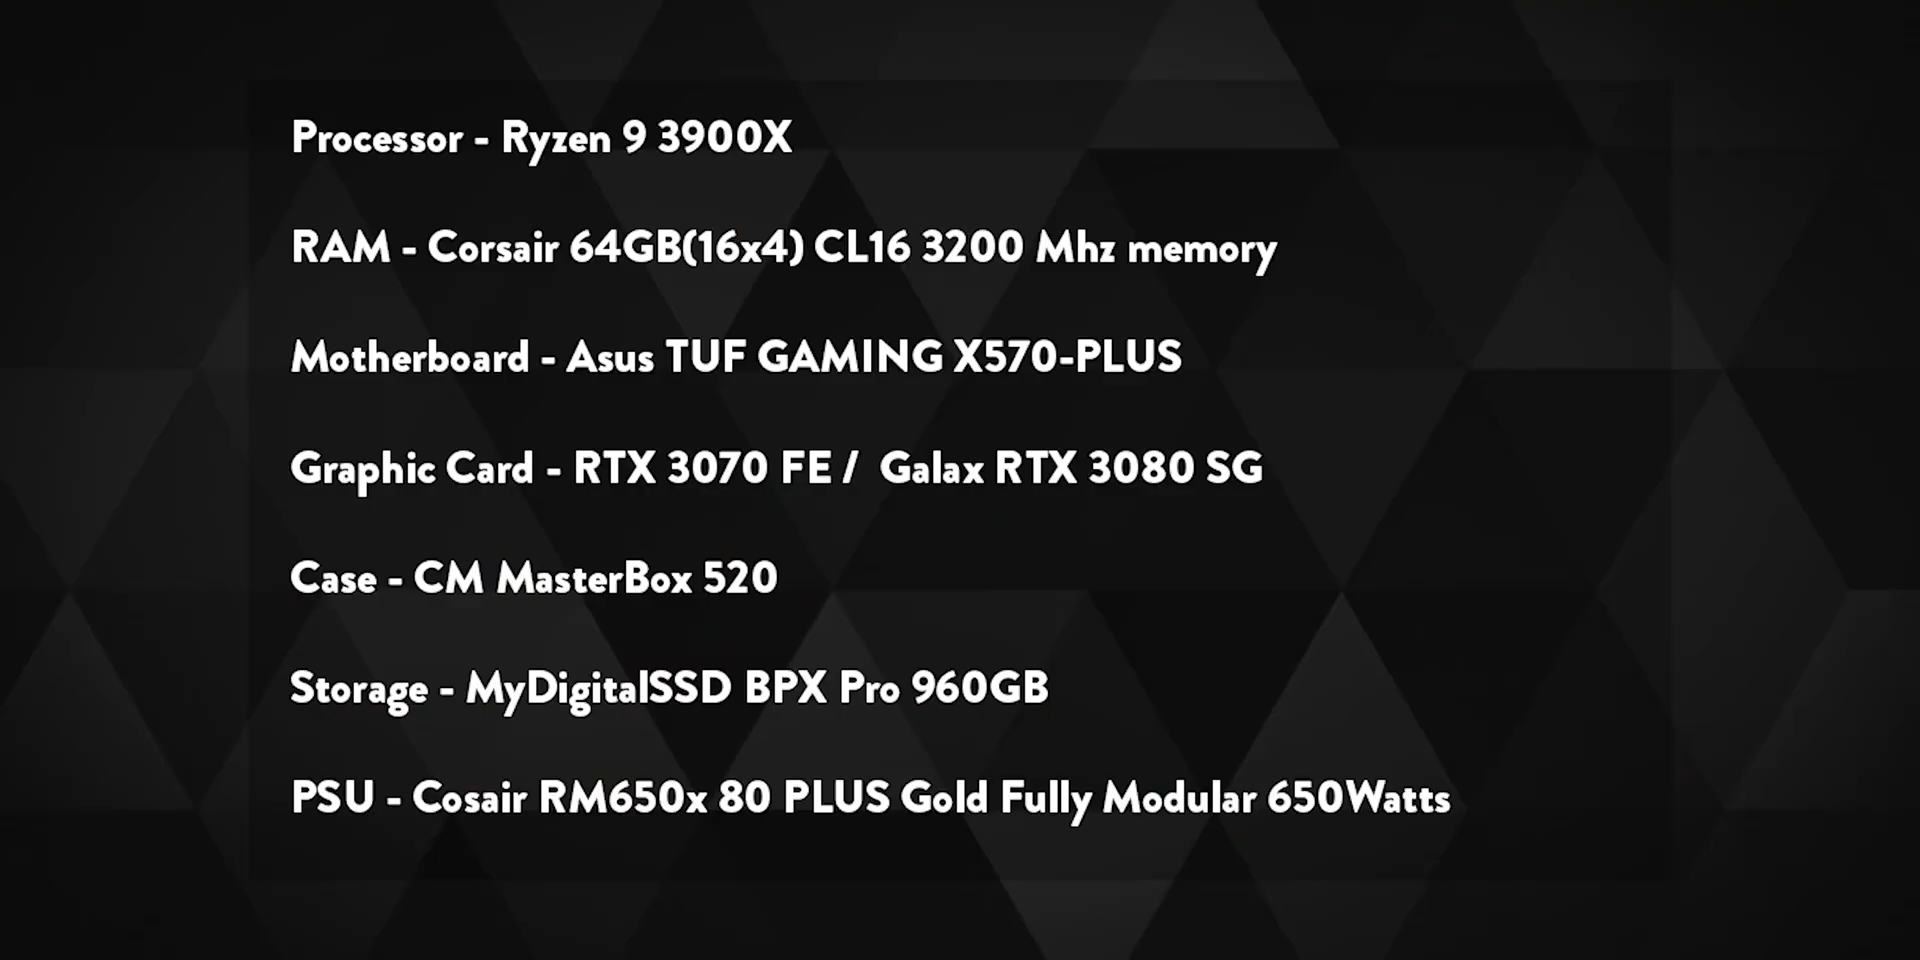 Processor - Ryzen 9 3900X
RAM - Corsair 64GB(16x4) CL16 3200 Mhz memory
Motherboard - Asus TUF GAMING X570-PLUS
Graphic Card - RTX 3070 FE /  Galax RTX 3080 SG
Case - CM MasterBox 520
Storage - MyDigitalSSD BPX Pro 960GB
PSU - Cosair RM650x 80 PLUS Gold Fully Modular 650Watts